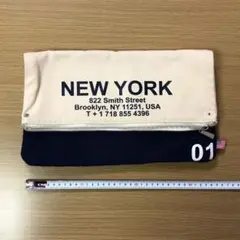 NEW YORK
822 Smith Street
Brooklyn, NY 11251, USA
T + 1 718 855 4396
01